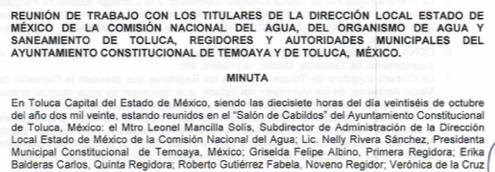 REUNIÓN DE TRABAJO CON LOS TITULARES DE LA DIRECCIÓN LOCAL ESTADO DE
MÉXICO DE LA COMISIÓN NACIONAL DEL AGUA, DEL ORGANISMO DE AGUA Y
SANEAMIENTO DE TOLUCA, REGIDORES Y AUTORIDADES MUNICIPALES DEL
AYUNTAMIENTO CONSTITUCIONAL DE TEMOAYA Y DE TOLUCA, MÉXICO.
MINUTA
En Toluca Capital del Estado de México, siendo las diecisiete horas del día veintiséis de octubre
del año dos mil veinte, estando reunidos en el "Salón de Cabildos" del Ayuntamiento Constitucional
de Toluca, México: el Mtro Leonel Mancilla Solís, Subdirector de Administración de la Dirección
Local Estado de México de la Comisión Nacional del Agua; Lic. Nelly Rivera Sánchez, Presidenta
Municipal Constitucional de Temoaya, México; Griselda Felipe Albino, Primera Regidora; Erika
Balderas Carlos, Quinta Regidora; Roberto Gutiérrez Fabela, Noveno Regidor; Verónica de la Cruz